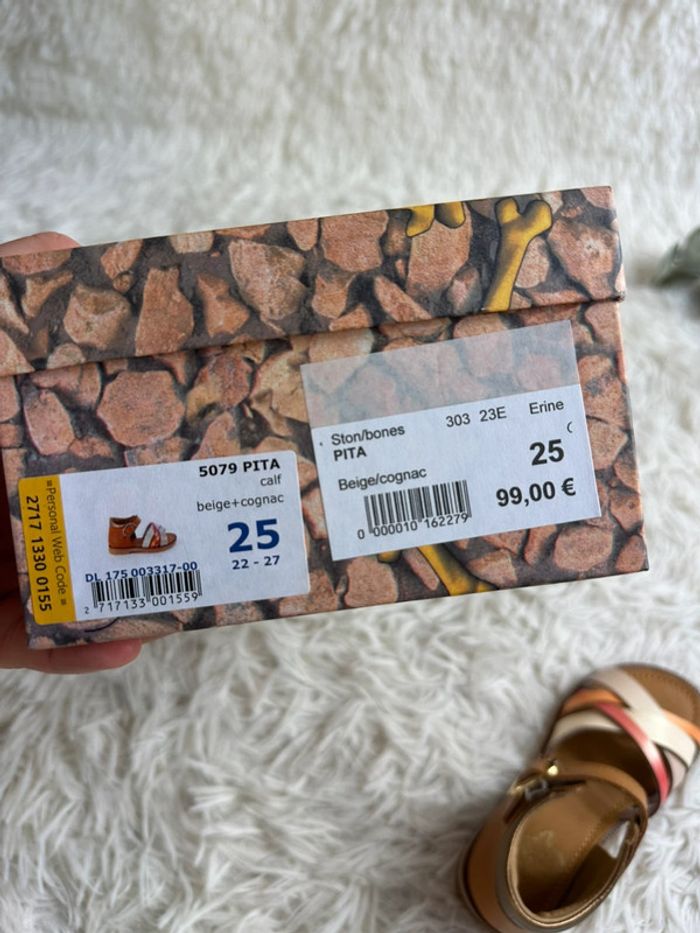 Personal Web Code
2717 1330 0155
5079 PITA
calf
beige+cognac
25
22 - 27
DL 175 003317-00
2 717133 001559
Ston/bones 303 23E Erine
PITA
Beige/cognac
25
99,00 €
0 000010 162279